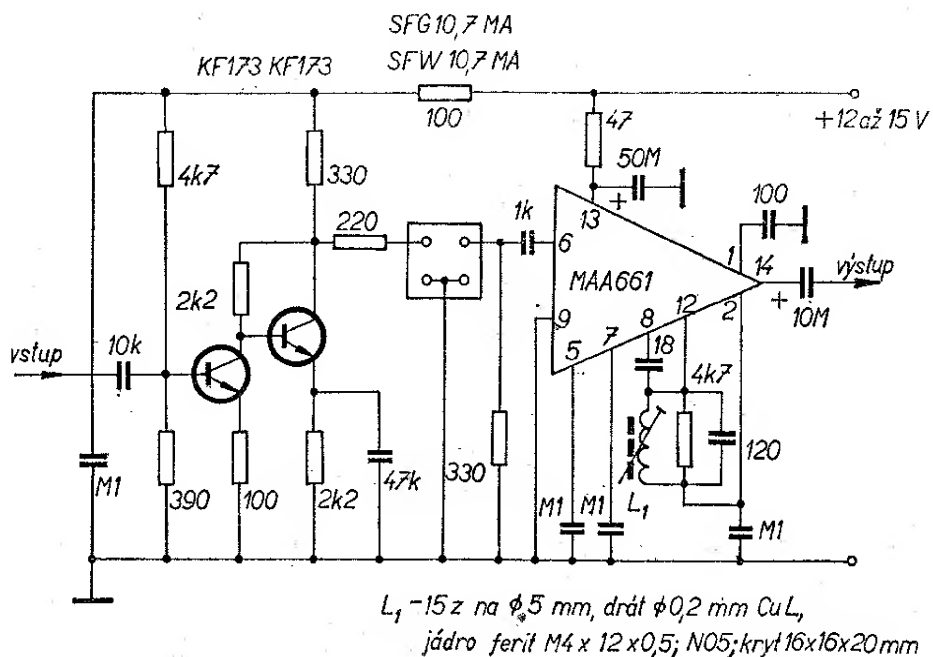 SFG 10,7 MA
KF173 KF173 SFW 10,7 MA
100
+12 až 15 V
47
4k7
330
50M
13
220
1k
6
100
1
14
MAA661
výstup
2k2
9
12
2
10M
8
7
5
18
vstup
10k
4k7
120
M1
390
100
2k2
47k
330
M1
M1
L1
M1
L1 - 15 z na ϕ 5 mm, drát ϕ 0,2 mm CuL,
jádro ferit M4 x 12 x 0,5; N05; kryt 16x16x20 mm